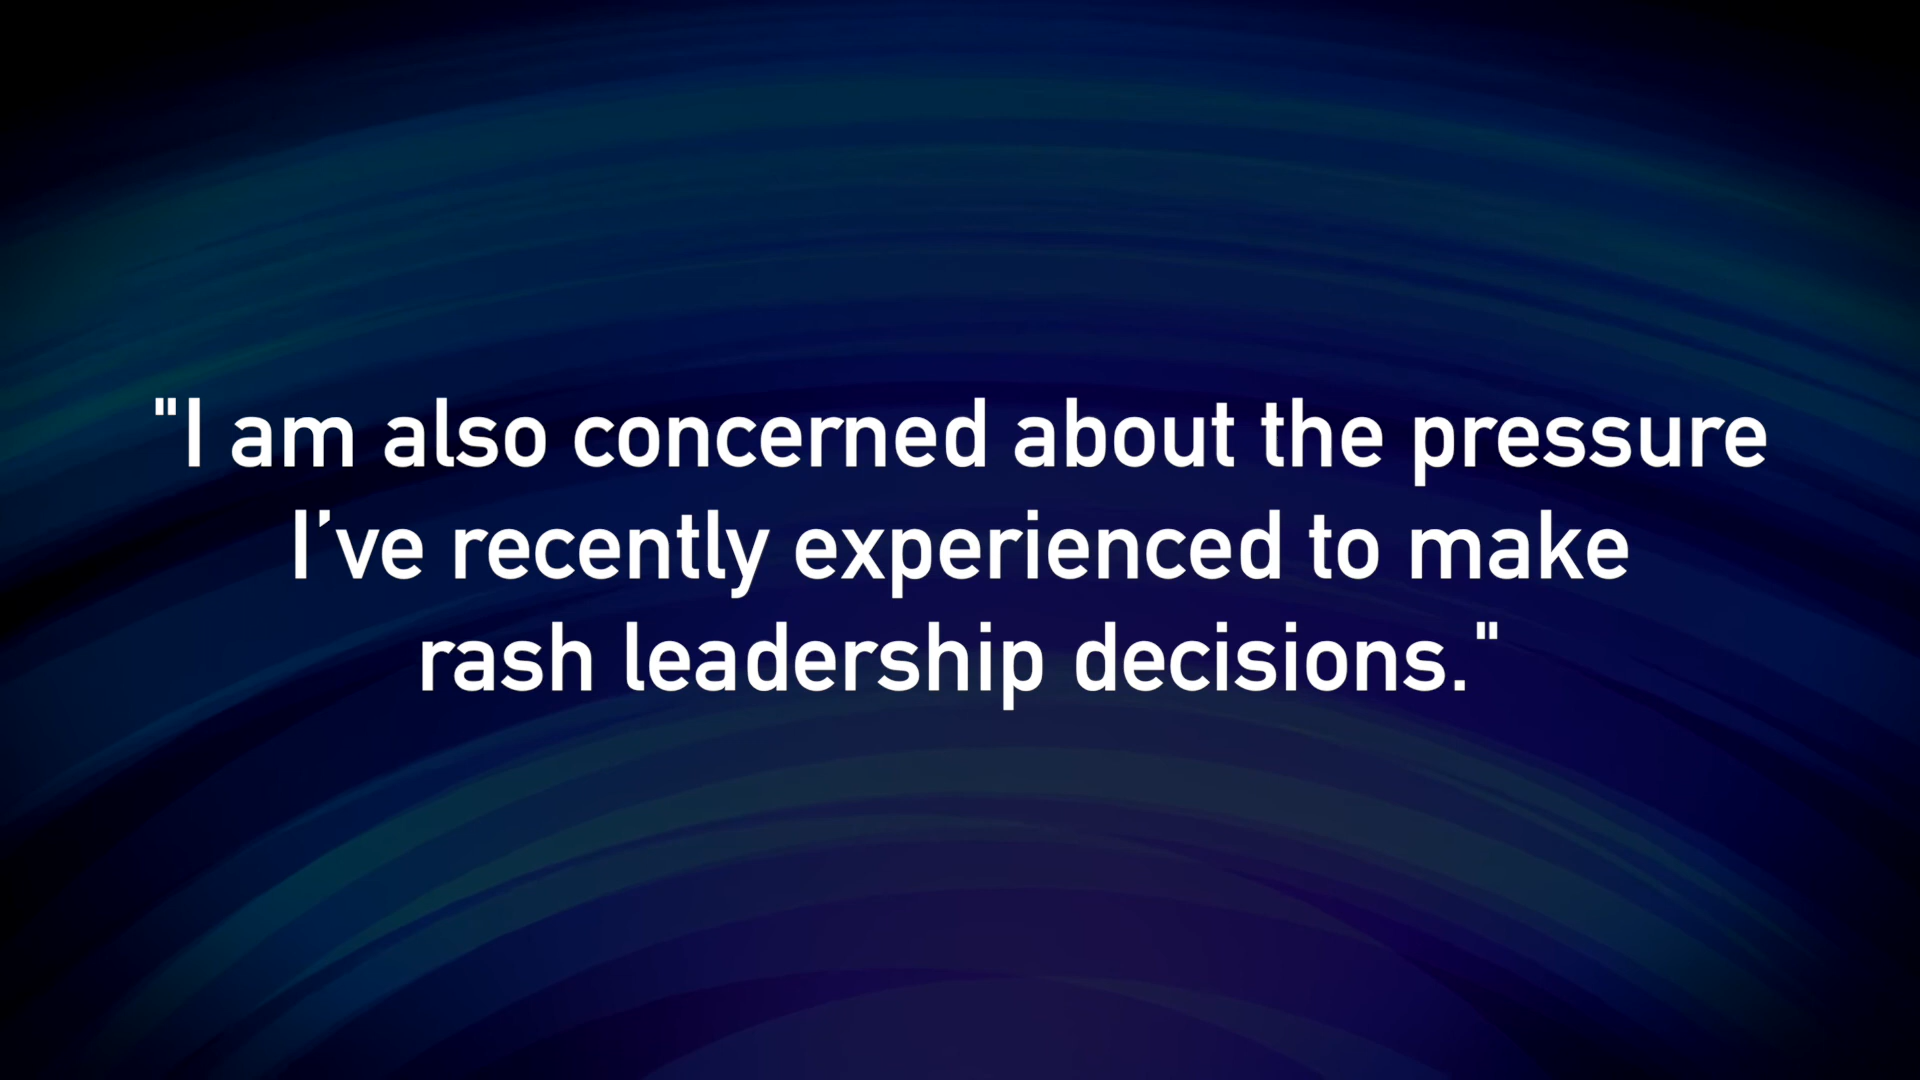 "I am also concerned about the pressure
I’ve recently experienced to make
rash leadership decisions."